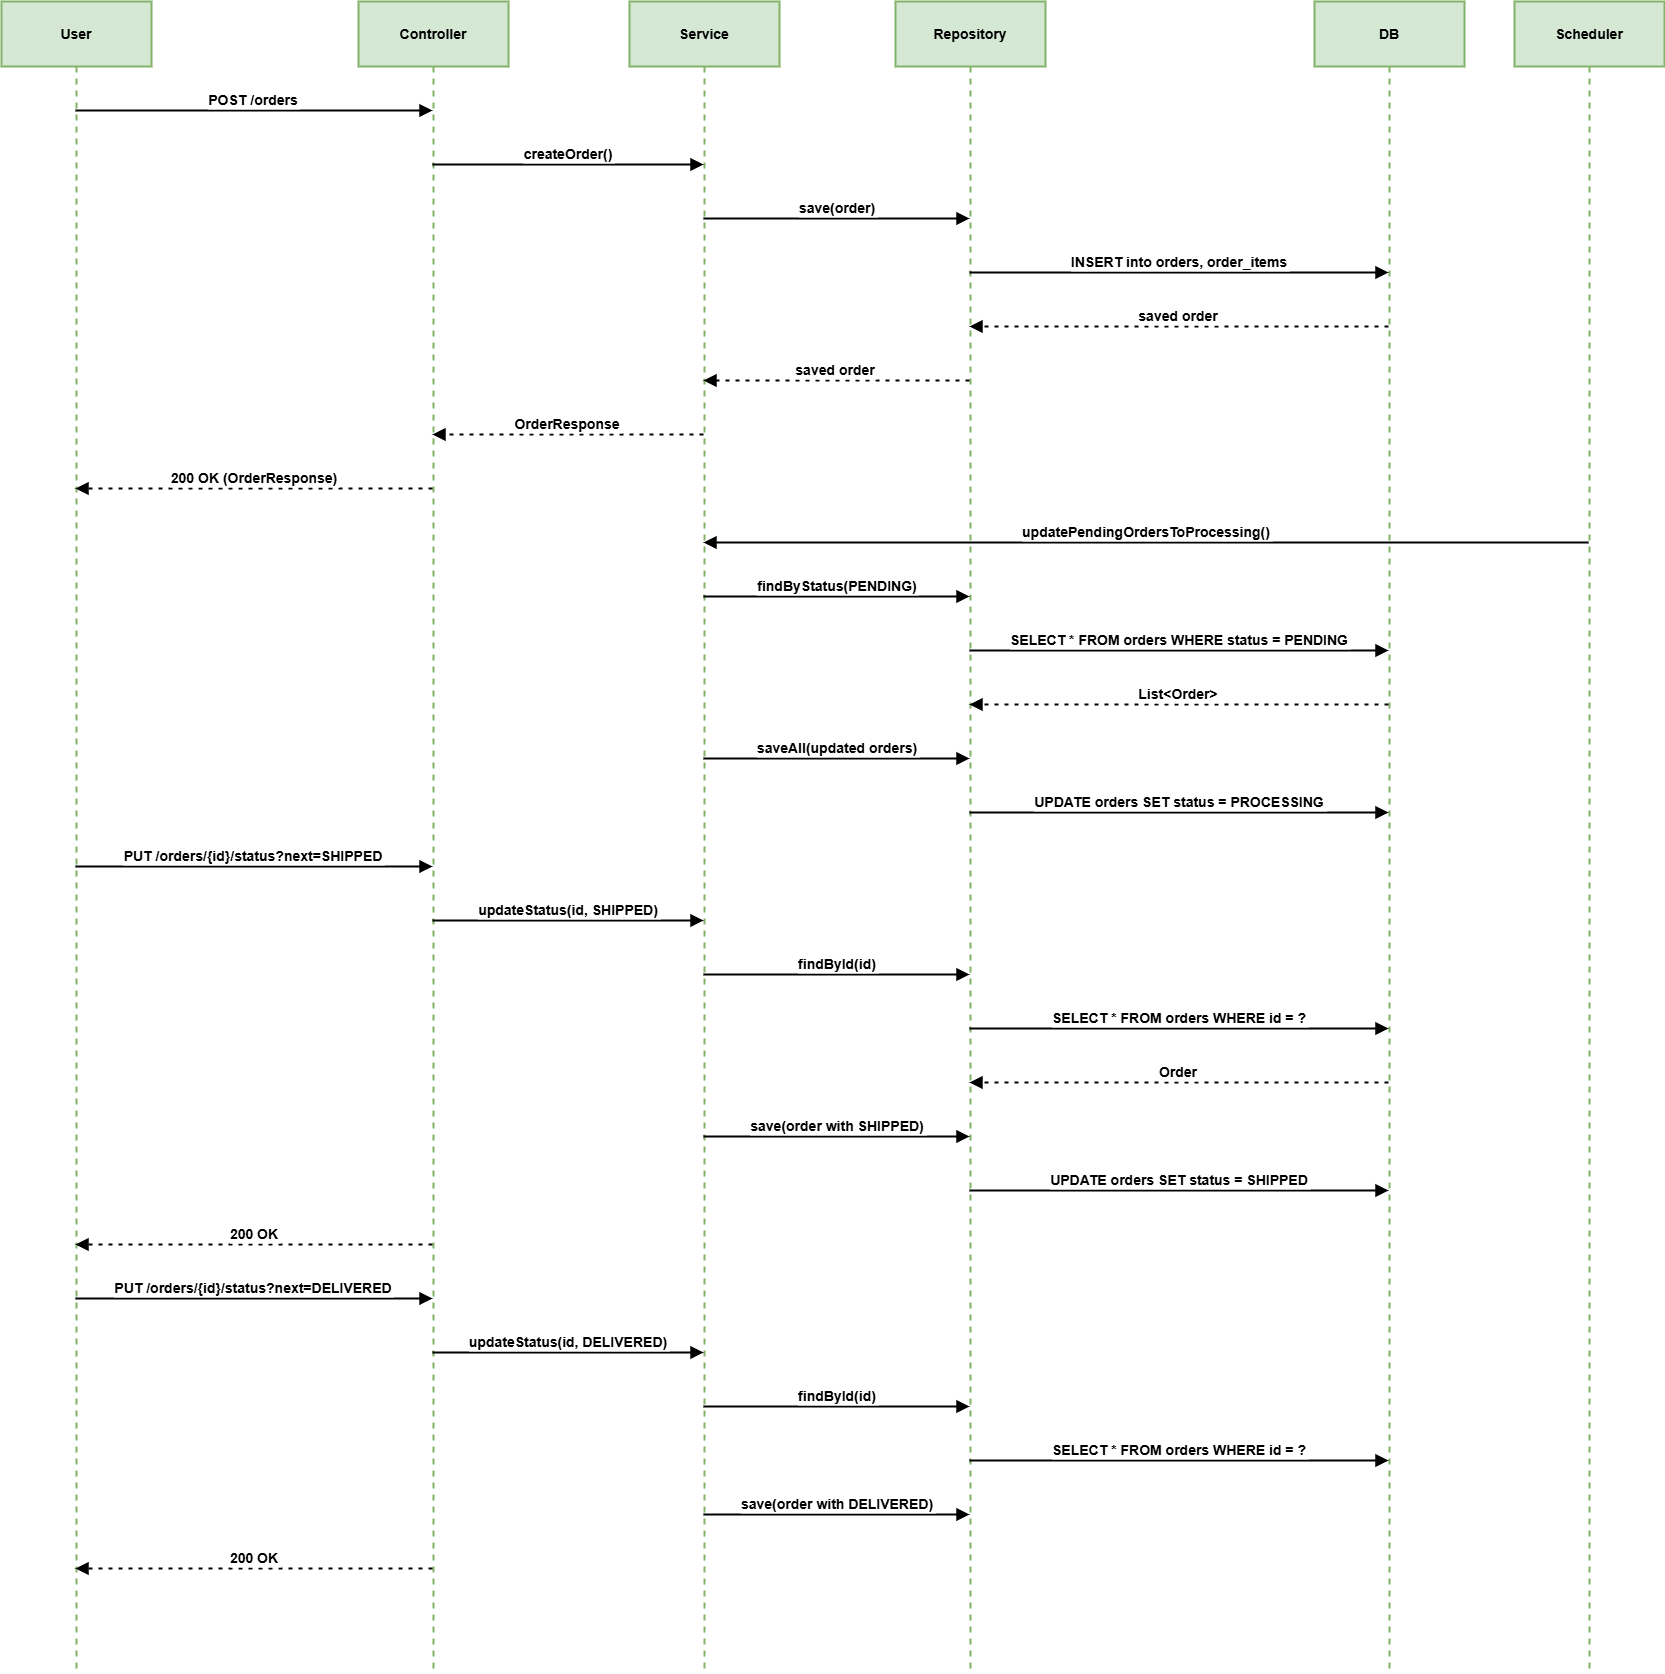 User
Controller
Service
Repository
DB
Scheduler
POST /orders
createOrder()
save(order)
INSERT into orders, order_items
saved order
saved order
OrderResponse
200 OK (OrderResponse)
updatePendingOrdersToProcessing()
findByStatus(PENDING)
SELECT * FROM orders WHERE status = PENDING
List<Order>
saveAll(updated orders)
UPDATE orders SET status = PROCESSING
PUT /orders/{id}/status?next=SHIPPED
updateStatus(id, SHIPPED)
findById(id)
SELECT * FROM orders WHERE id = ?
Order
save(order with SHIPPED)
UPDATE orders SET status = SHIPPED
200 OK
PUT /orders/{id}/status?next=DELIVERED
updateStatus(id, DELIVERED)
findById(id)
SELECT * FROM orders WHERE id = ?
save(order with DELIVERED)
200 OK